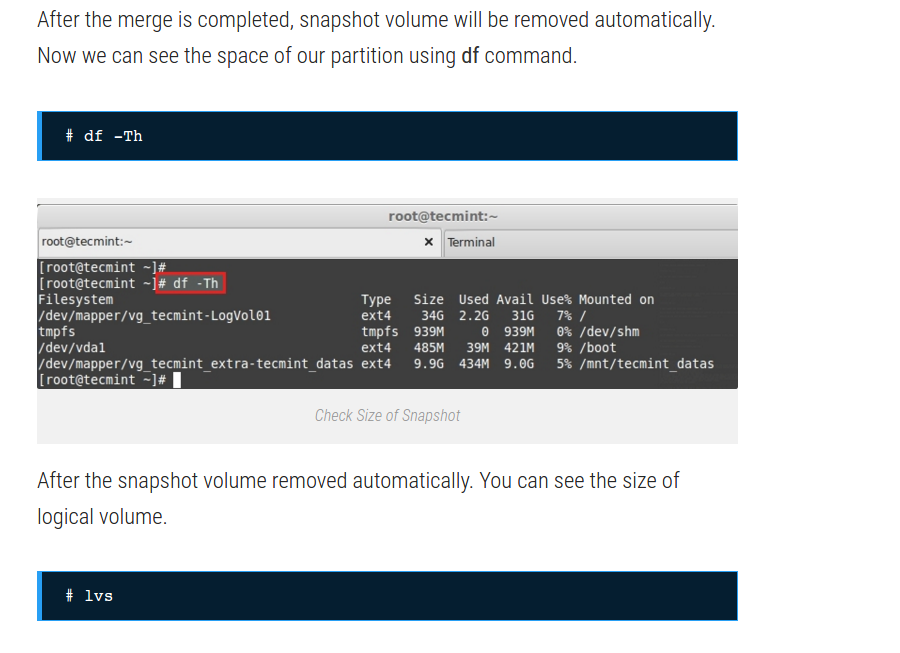 After the merge is completed, snapshot volume will be removed automatically.
Now we can see the space of our partition using df command.
# df -Th
root@tecmint:~
root@tecmint:~ × Terminal
[root@tecmint ~]#
[root@tecmint ~]# df -Th
Filesystem Type Size Used Avail Use% Mounted on
/dev/mapper/vg_tecmint-LogVol01 ext4 34G 2.2G 31G 7% /
tmpfs tmpfs 939M 0 939M 0% /dev/shm
/dev/vda1 ext4 485M 39M 421M 9% /boot
/dev/mapper/vg_tecmint_extra-tecmint_datas ext4 9.9G 434M 9.0G 5% /mnt/tecmint_datas
[root@tecmint ~]#
Check Size of Snapshot
After the snapshot volume removed automatically. You can see the size of
logical volume.
# lvs